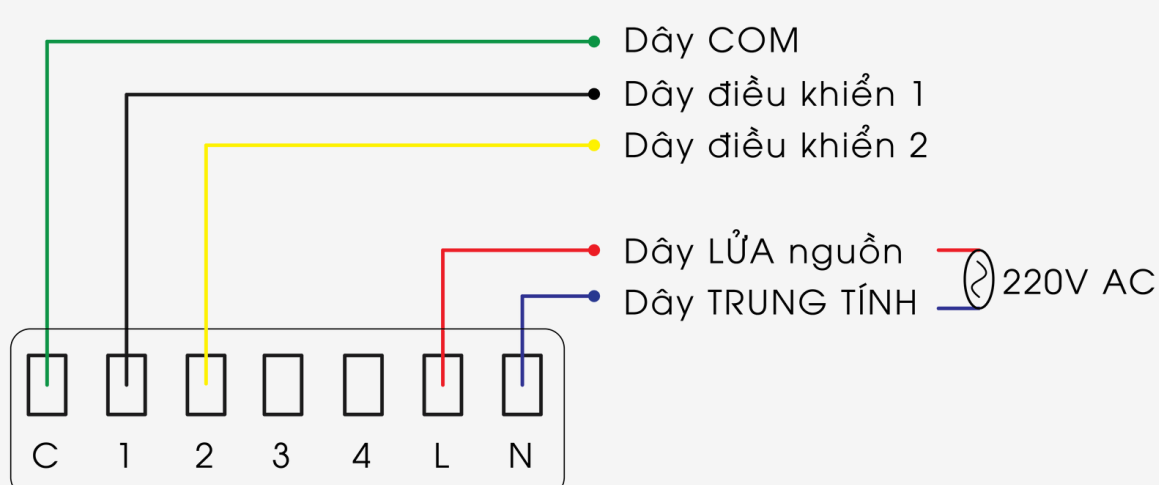 Dây COM
Dây điều khiển 1
Dây điều khiển 2
Dây LỬA nguồn
Dây TRUNG TÍNH
220V AC
C 1 2 3 4 L N